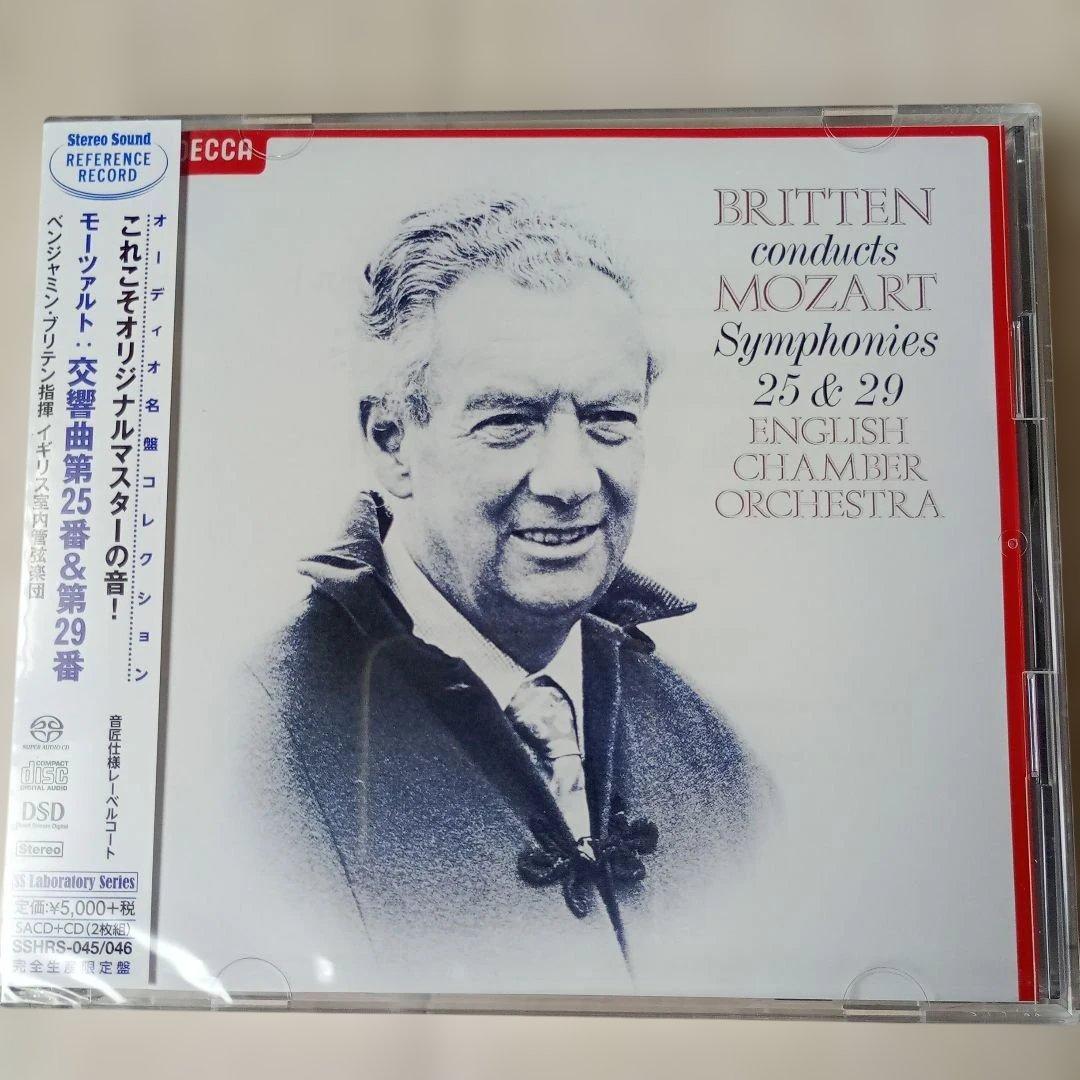 Stereo Sound
REFERENCE
RECORD
オーディオ名盤コレクション
これこそオリジナルマスターの音！
モーツァルト：交響曲第25番＆第29番
ベンジャミン・ブリテン指揮 イギリス室内管弦楽団
音匠仕様レーベルコート
SUPER AUDIO CD
COMPACT
disc
DIGITAL AUDIO
DSD
Direct Stream Digital
Stereo
SS Laboratory Series
定価:¥5,000+税
SACD+CD(2枚組)
SSHRS-045/046
完全生産限定盤
DECCA
BRITTEN
conducts
MOZART
Symphonies
25 & 29
ENGLISH
CHAMBER
ORCHESTRA